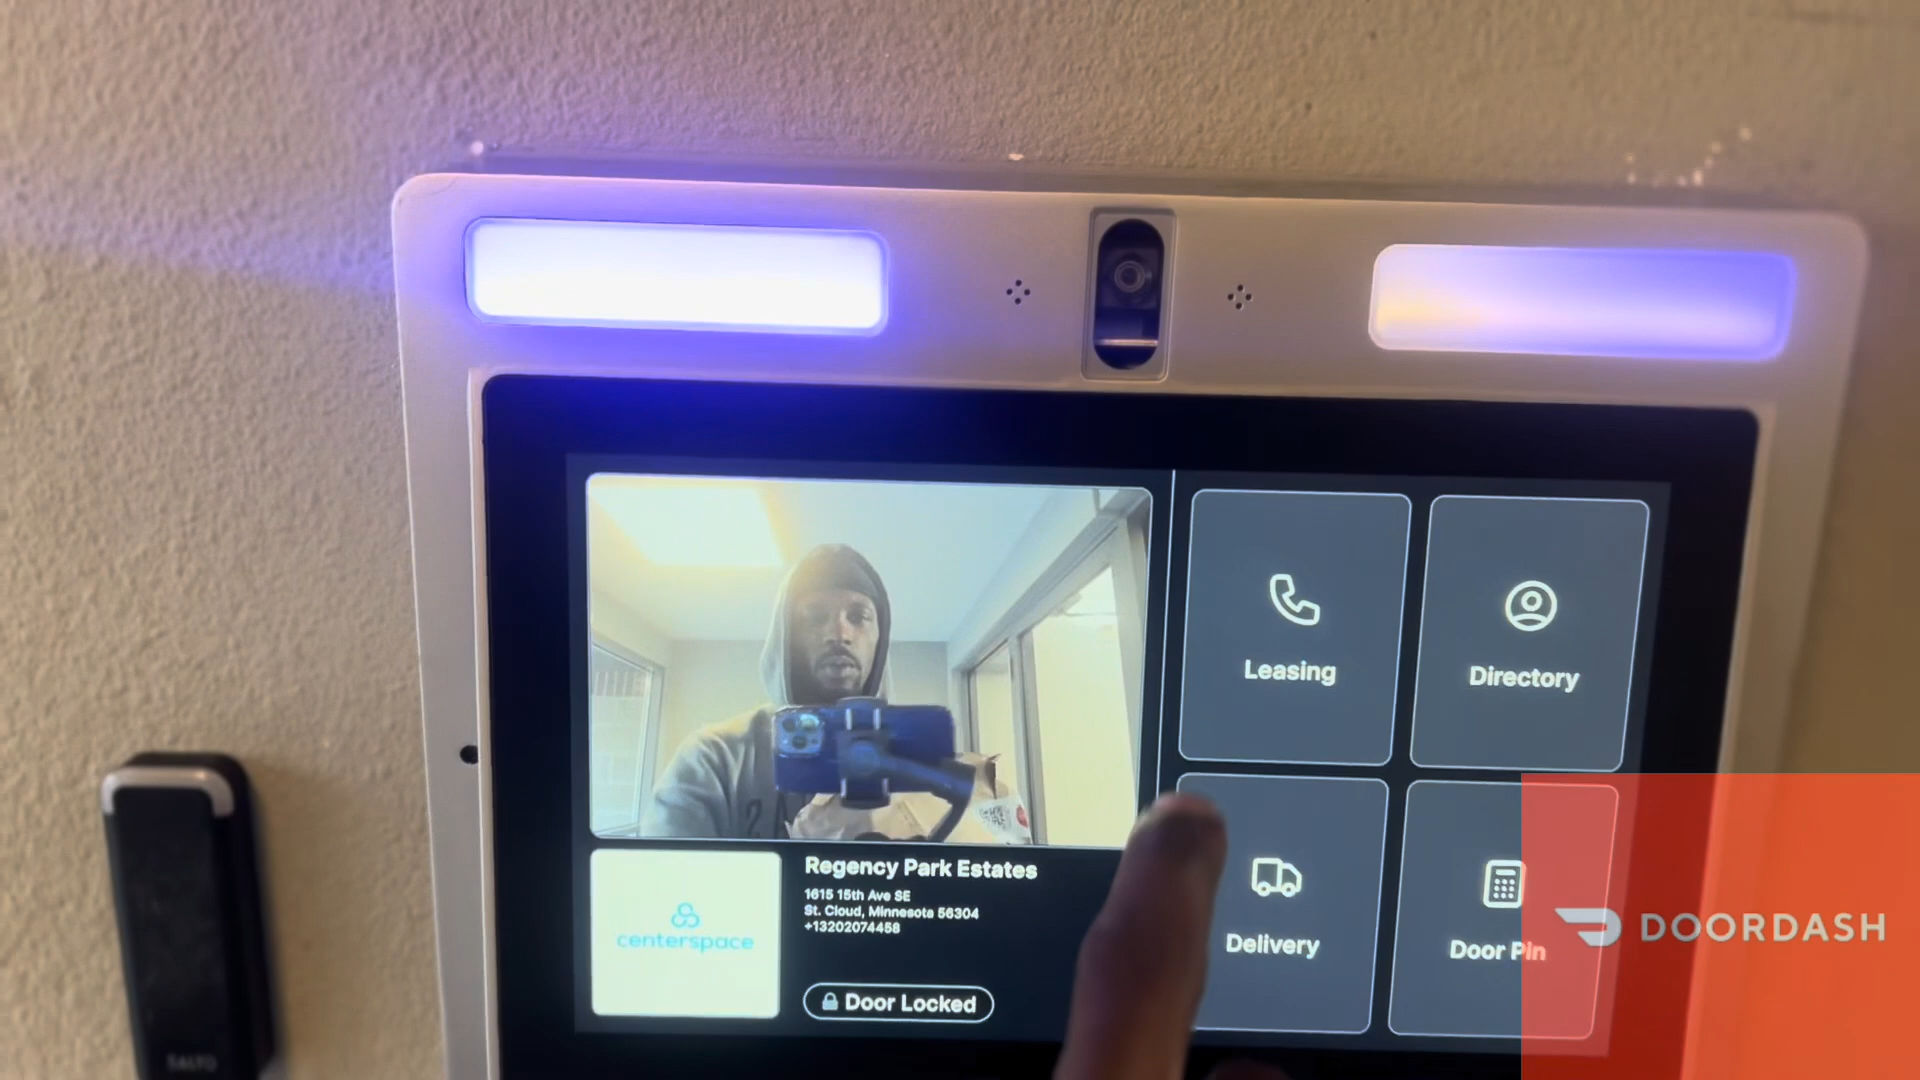 Leasing
Directory
Regency Park Estates
1615 15th Ave SE
St. Cloud, Minnesota 56304
+13202074458
centerspace
Door Locked
Delivery
Door Pin
DOORDASH
SALTO